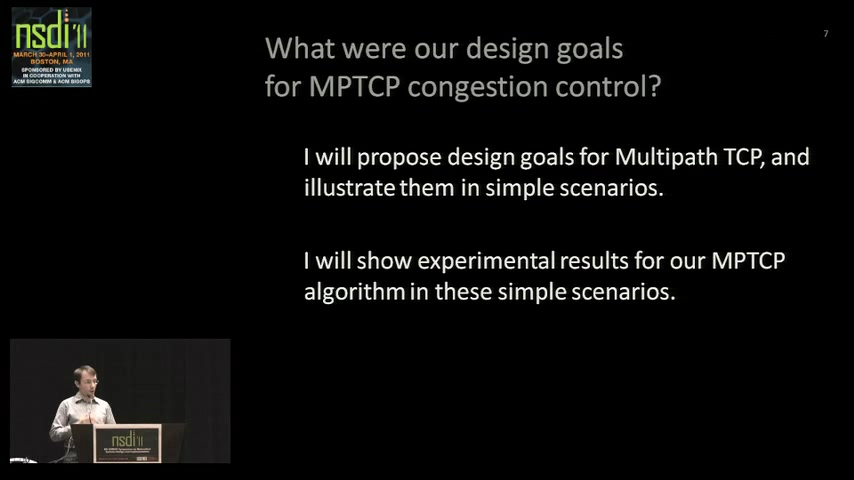 nsdi'11
MARCH 30–APRIL 1, 2011
BOSTON, MA
SPONSORED BY USENIX
IN COOPERATION WITH
ACM SIGCOMM & ACM SIGOPS
7
What were our design goals
for MPTCP congestion control?
I will propose design goals for Multipath TCP, and
illustrate them in simple scenarios.
I will show experimental results for our MPTCP
algorithm in these simple scenarios.
nsdi'11